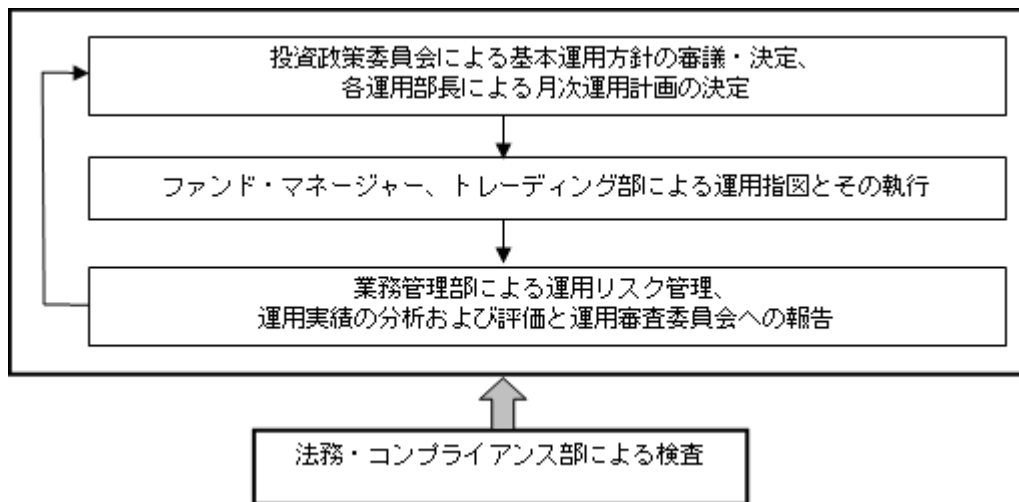 投資政策委員会による基本運用方針の審議・決定、
各運用部長による月次運用計画の決定
ファンド・マネージャー、トレーディング部による運用指図とその執行
業務管理部による運用リスク管理、
運用実績の分析および評価と運用審査委員会への報告
法務・コンプライアンス部による検査